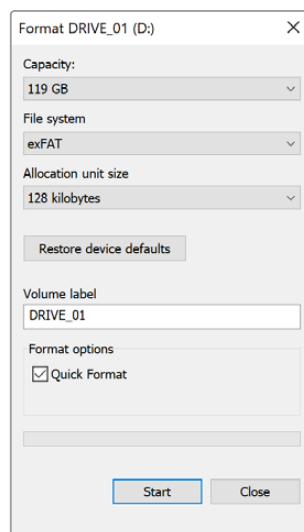 Format DRIVE_01 (D:)
Capacity:
119 GB
File system
exFAT
Allocation unit size
128 kilobytes
Restore device defaults
Volume label
DRIVE_01
Format options
Quick Format
Start Close